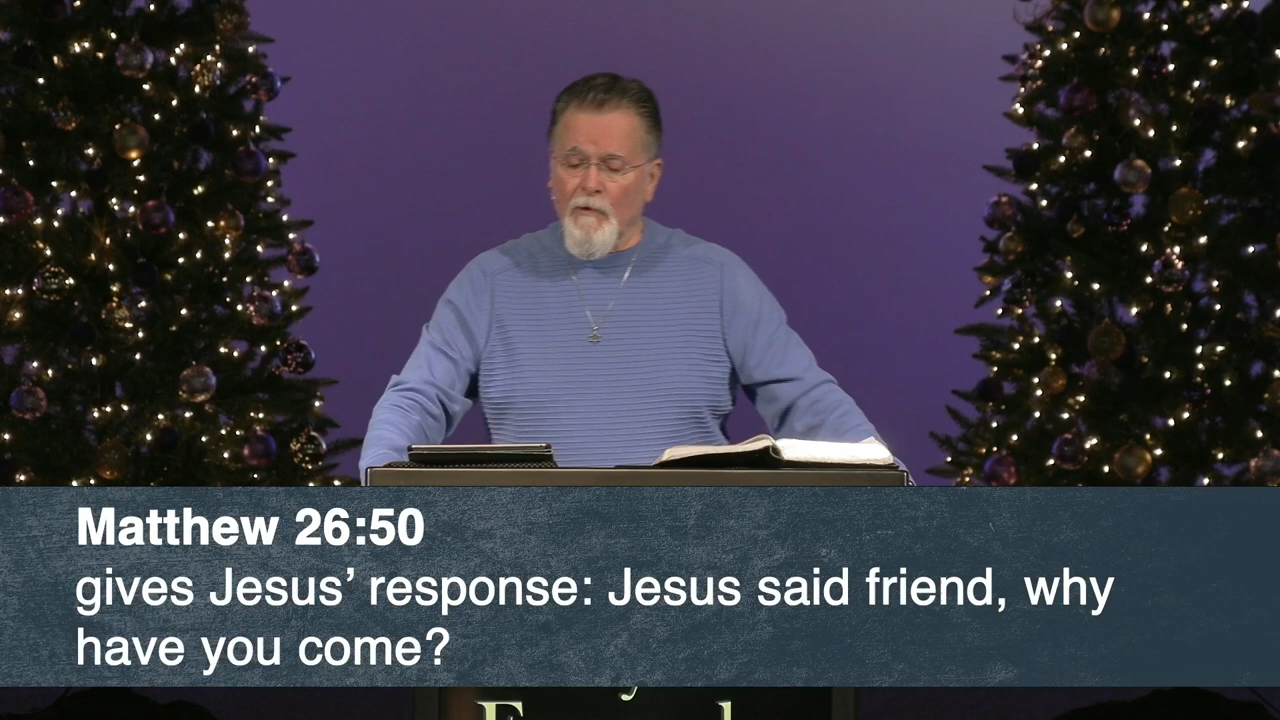 Matthew 26:50
gives Jesus’ response: Jesus said friend, why
have you come?